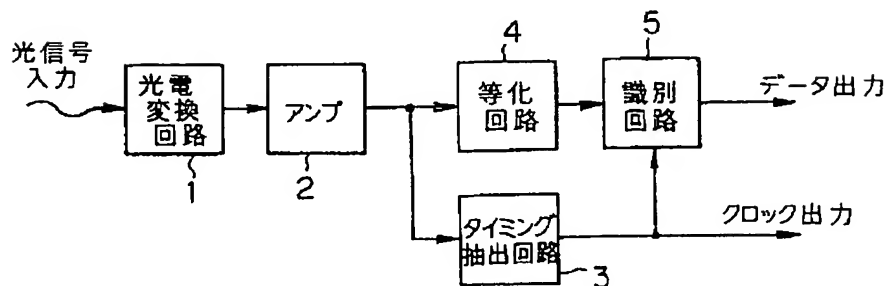 光信号
入力
光電
変換
回路
1
アンプ
2
4
等化
回路
5
識別
回路
データ出力
タイミング
抽出回路
3
クロック出力